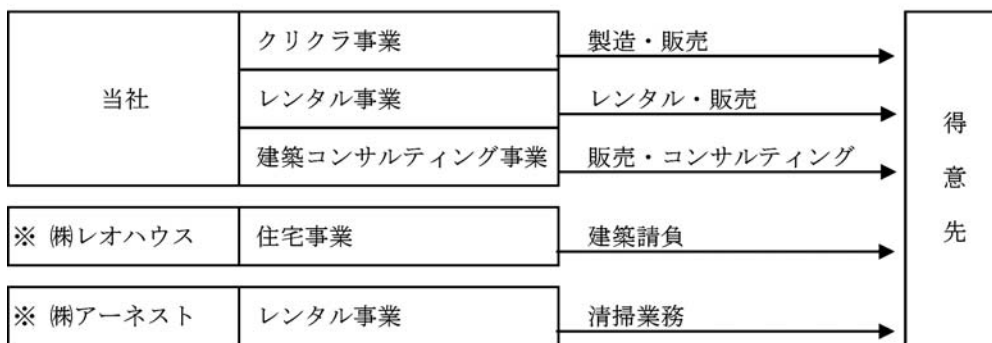 クリクラ事業 製造・販売
当社 レンタル事業 レンタル・販売
建築コンサルティング事業 販売・コンサルティング
※ ㈱レオハウス 住宅事業 建築請負
※ ㈱アーネスト レンタル事業 清掃業務
得意先